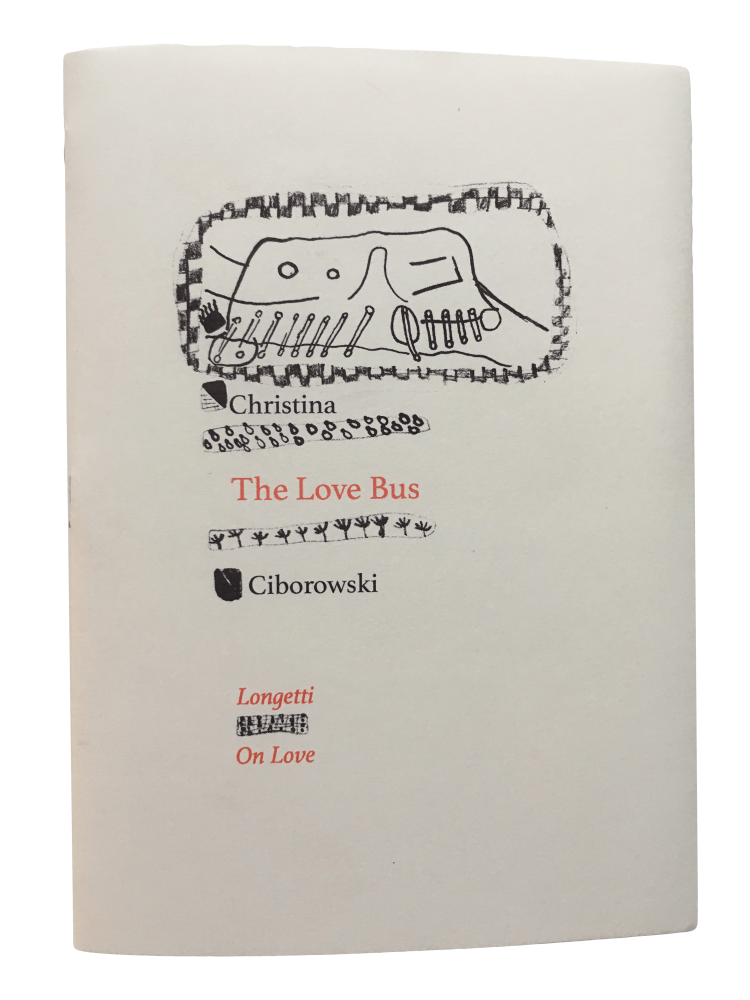 Christina
The Love Bus
Ciborowski
Longetti
On Love